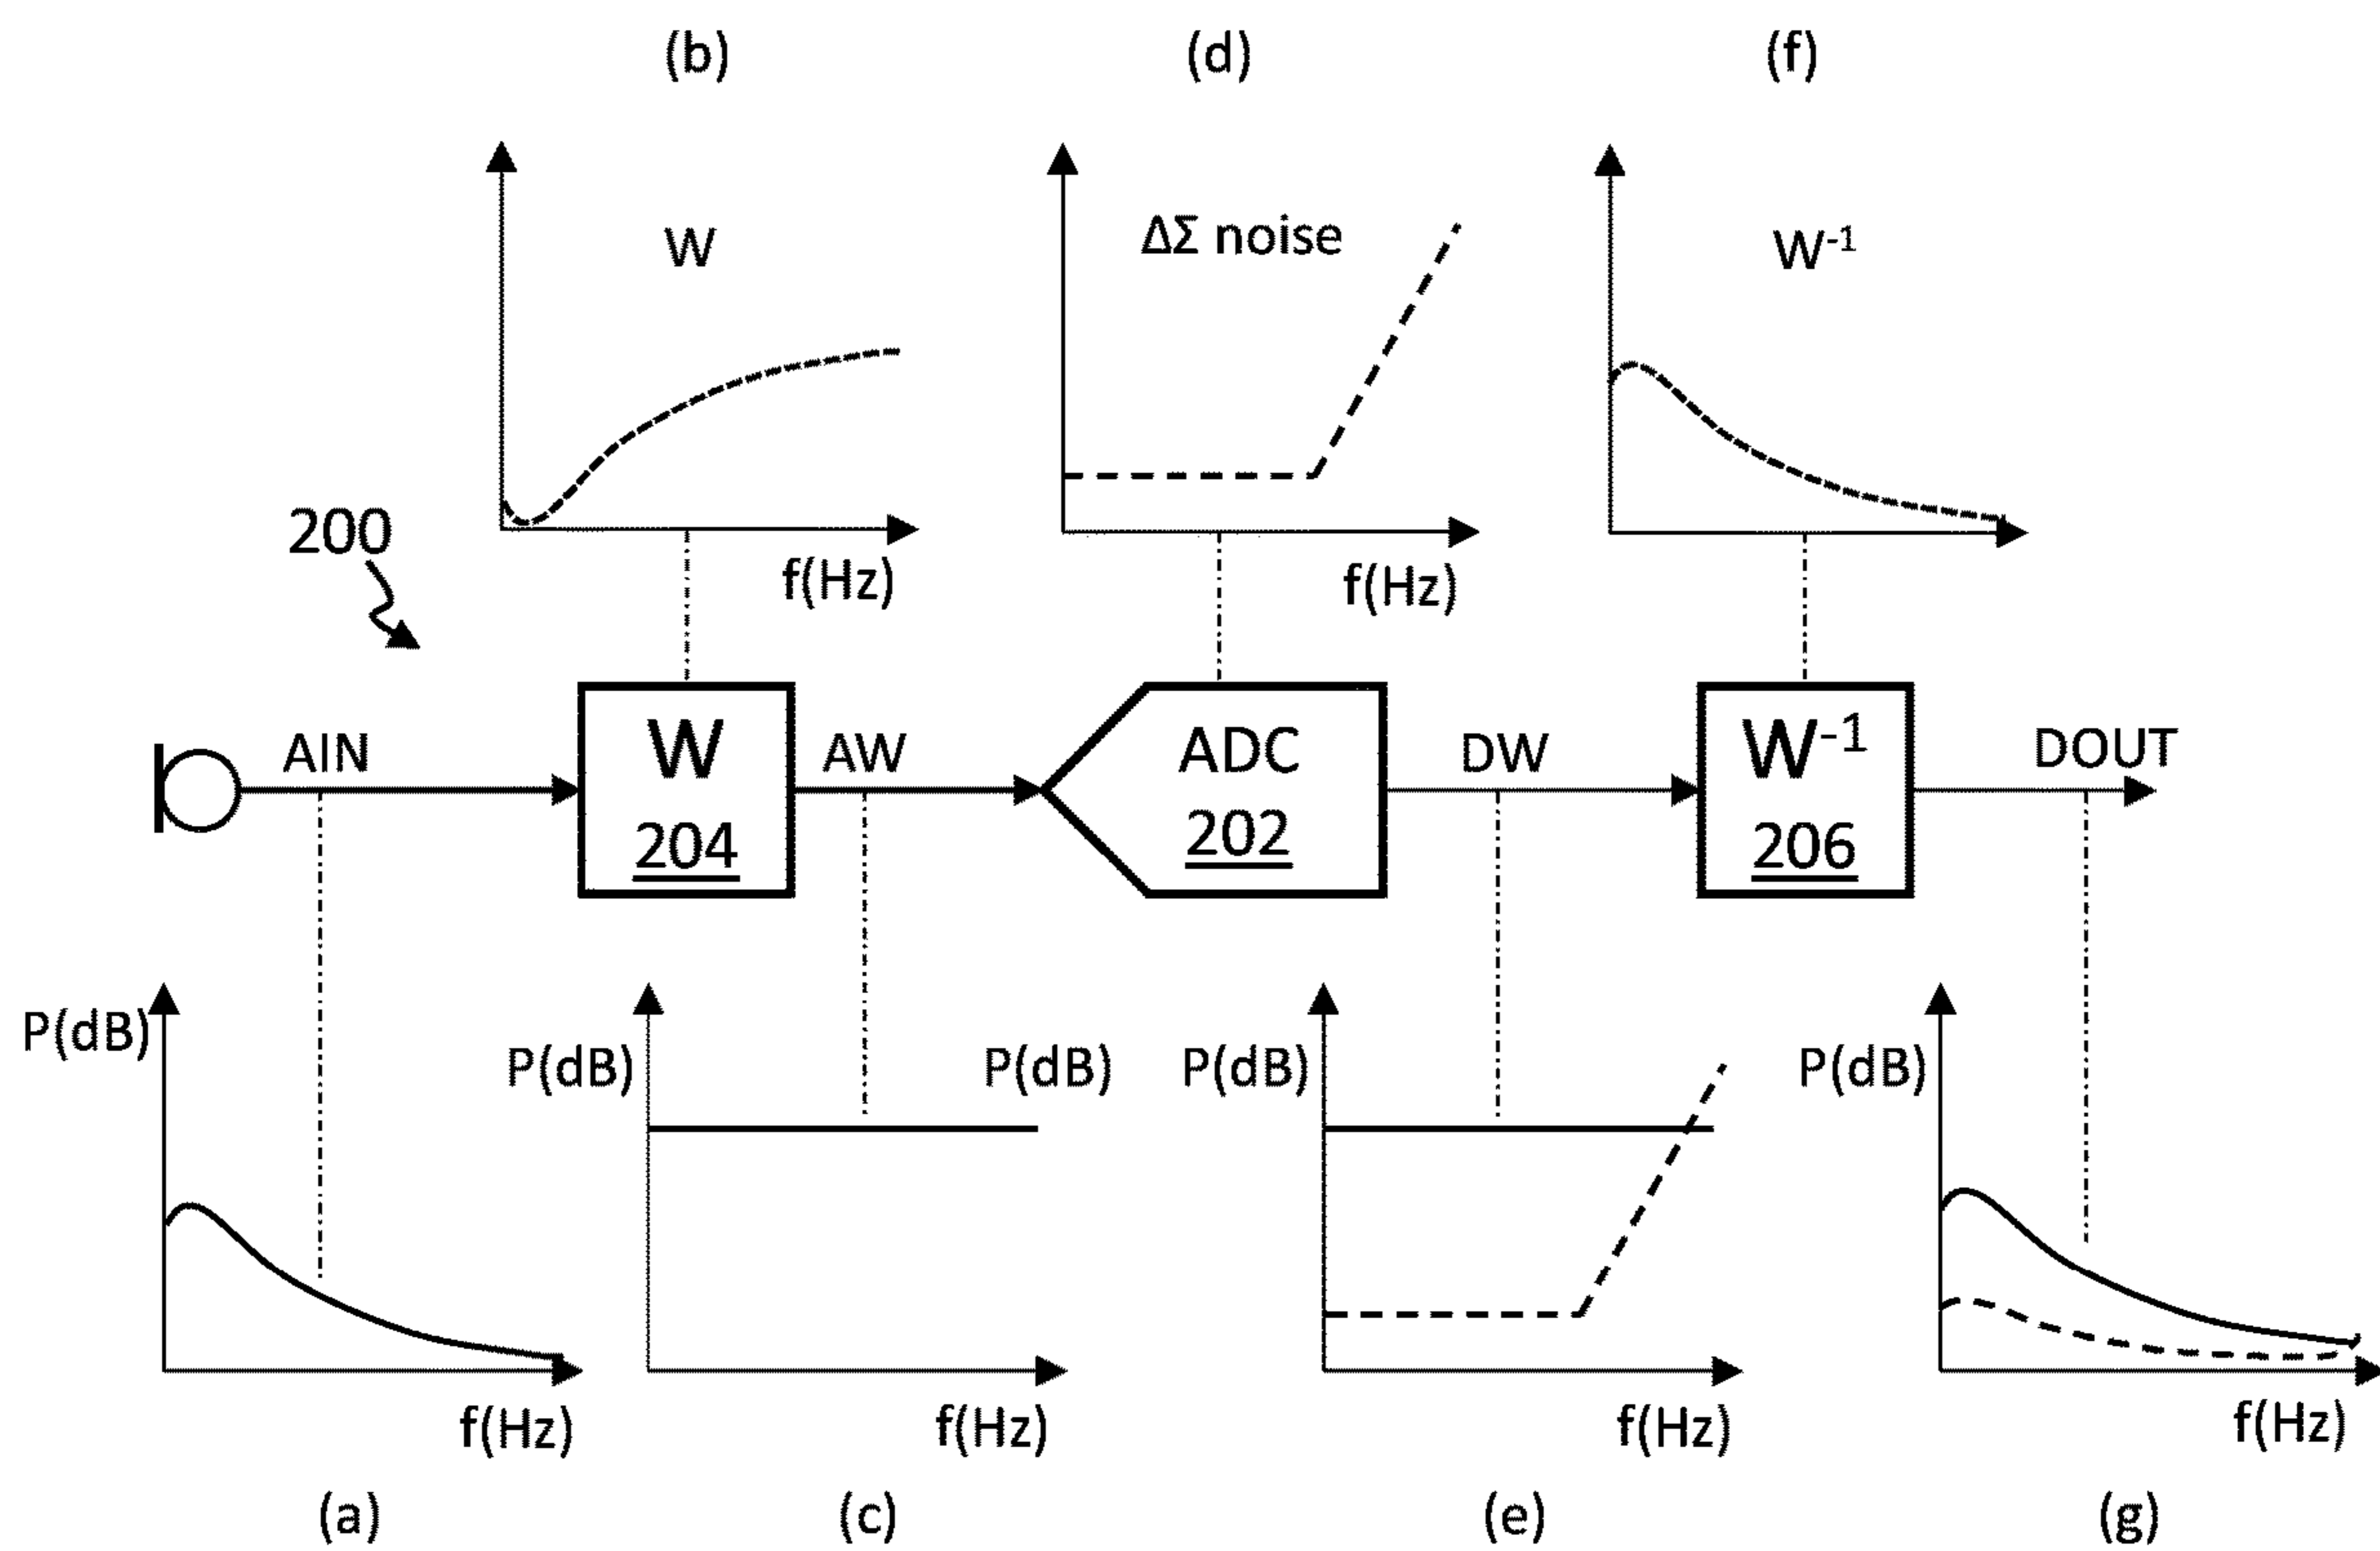 (b) (d) (f)
W
ΔΣ noise
W-1
200
f(Hz)
f(Hz)
AIN
W
204
AW
ADC
202
DW
W-1
206
DOUT
P(dB)
f(Hz)
P(dB)
P(dB)
f(Hz)
P(dB)
f(Hz)
P(dB)
f(Hz)
(a) (c) (e) (g)